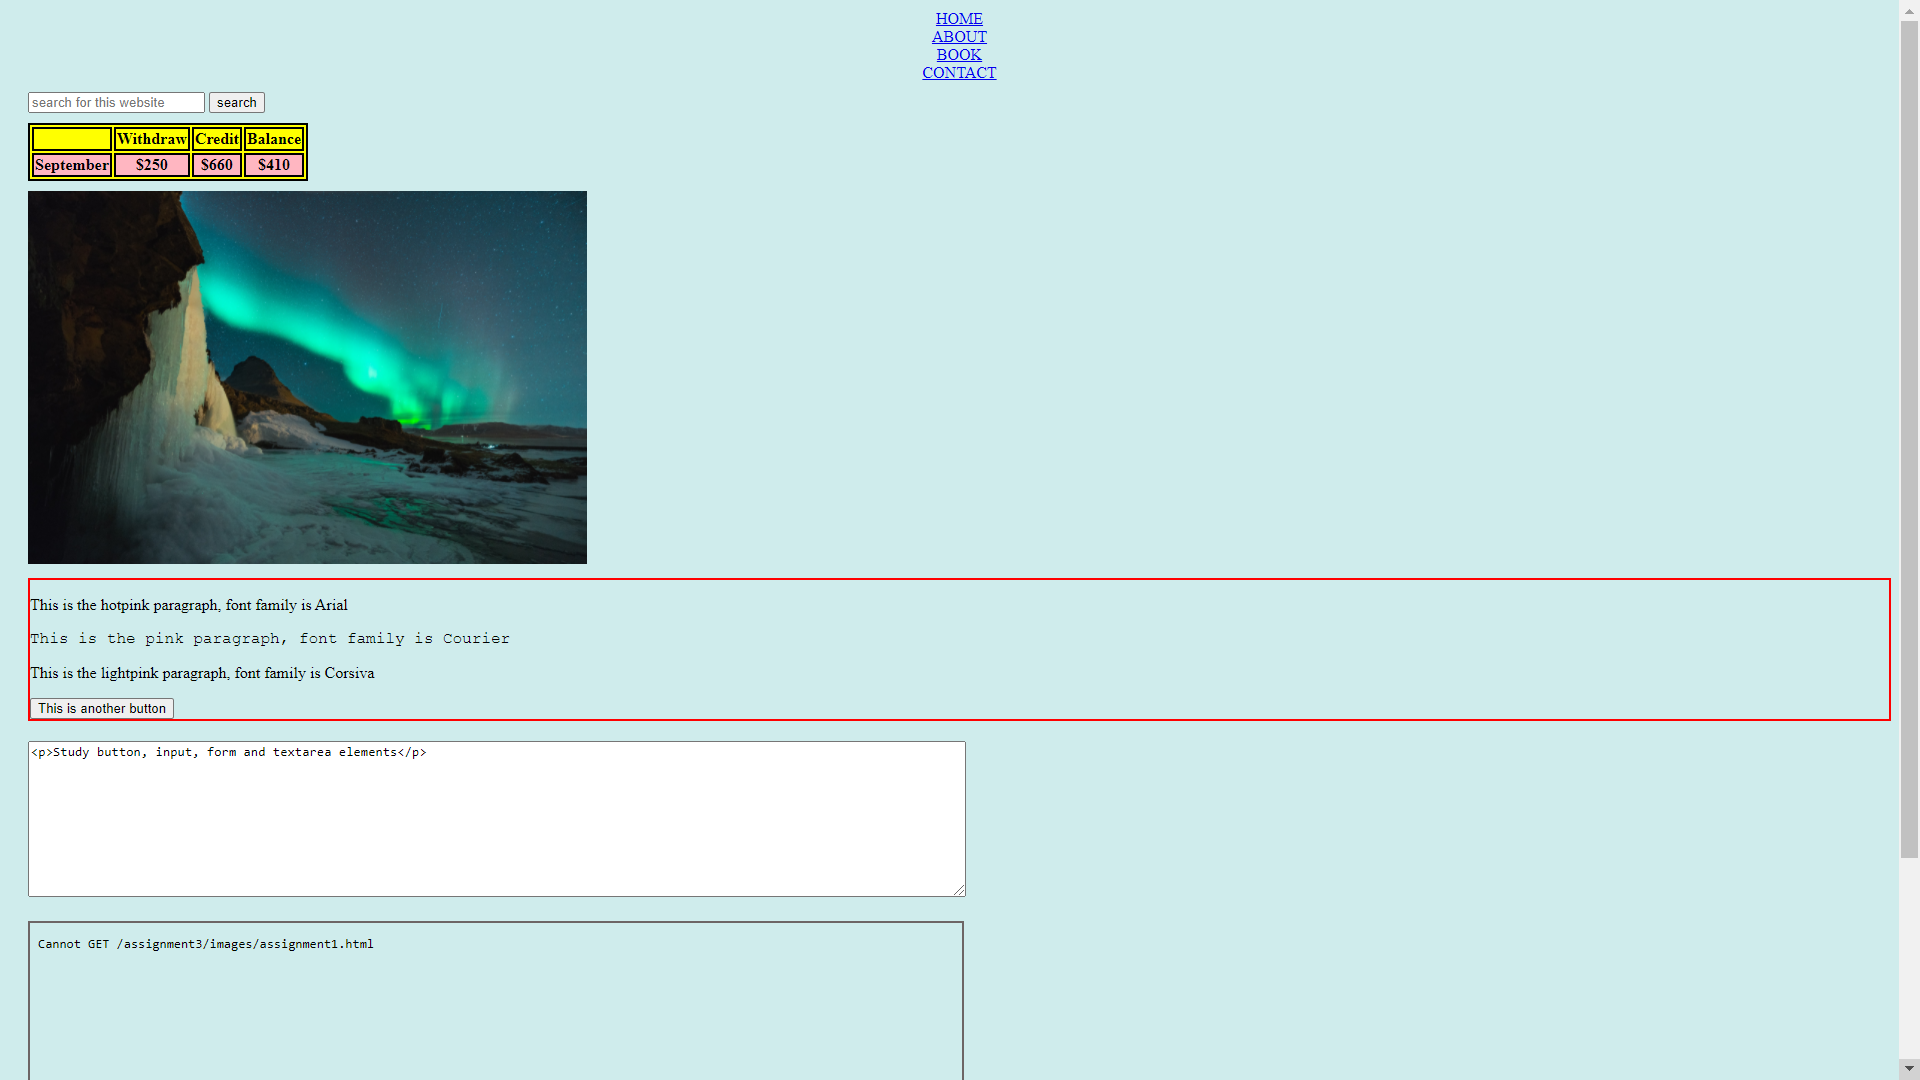 HOME
ABOUT
BOOK
CONTACT
search for this website search
Withdraw Credit Balance
September $250 $660 $410
This is the hotpink paragraph, font family is Arial
This is the pink paragraph, font family is Courier
This is the lightpink paragraph, font family is Corsiva
This is another button
<p>Study button, input, form and textarea elements</p>
Cannot GET /assignment3/images/assignment1.html